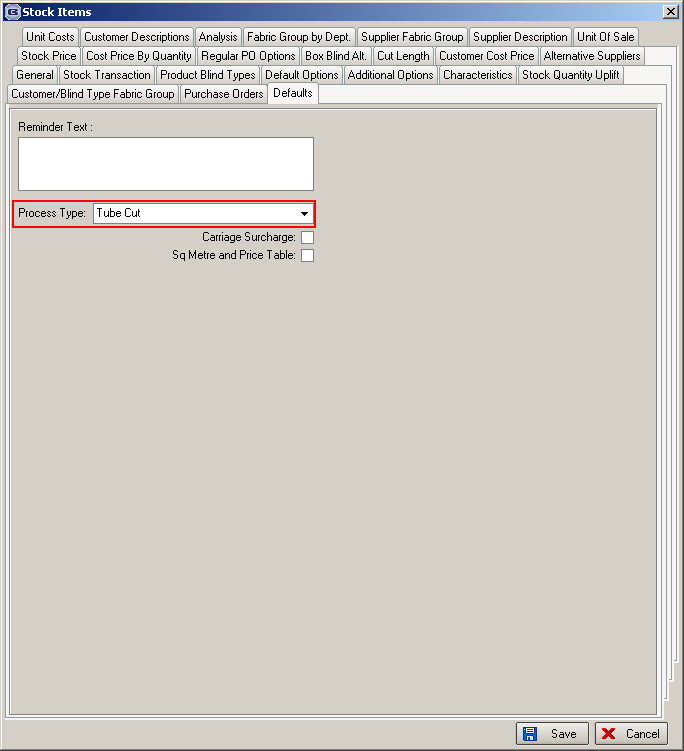 Stock Items
Unit Costs Customer Descriptions Analysis Fabric Group by Dept. Supplier Fabric Group Supplier Description Unit Of Sale
Stock Price Cost Price By Quantity Regular PO Options Box Blind Alt. Cut Length Customer Cost Price Alternative Suppliers
General Stock Transaction Product Blind Types Default Options Additional Options Characteristics Stock Quantity Uplift
Customer/Blind Type Fabric Group Purchase Orders Defaults
Reminder Text :
Process Type: Tube Cut
Carriage Surcharge:
Sq Metre and Price Table:
Save Cancel